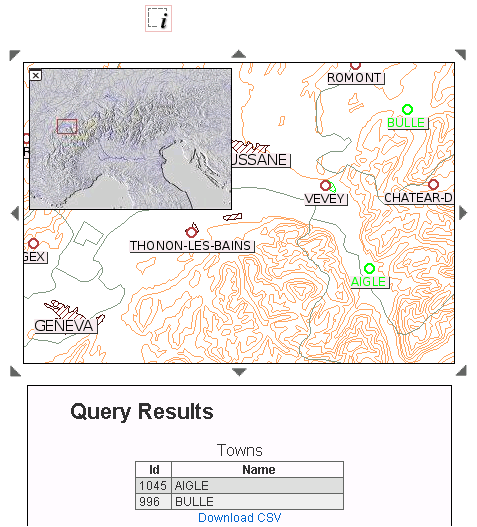 i
x
ROMONT
BÜLLE
USSANE
VEVEY
CHATEAR-D
THONON-LES-BAINS
GEX
AIGLE
GENEVA
Query Results
Towns
Id Name
1045 AIGLE
996 BULLE
Download CSV